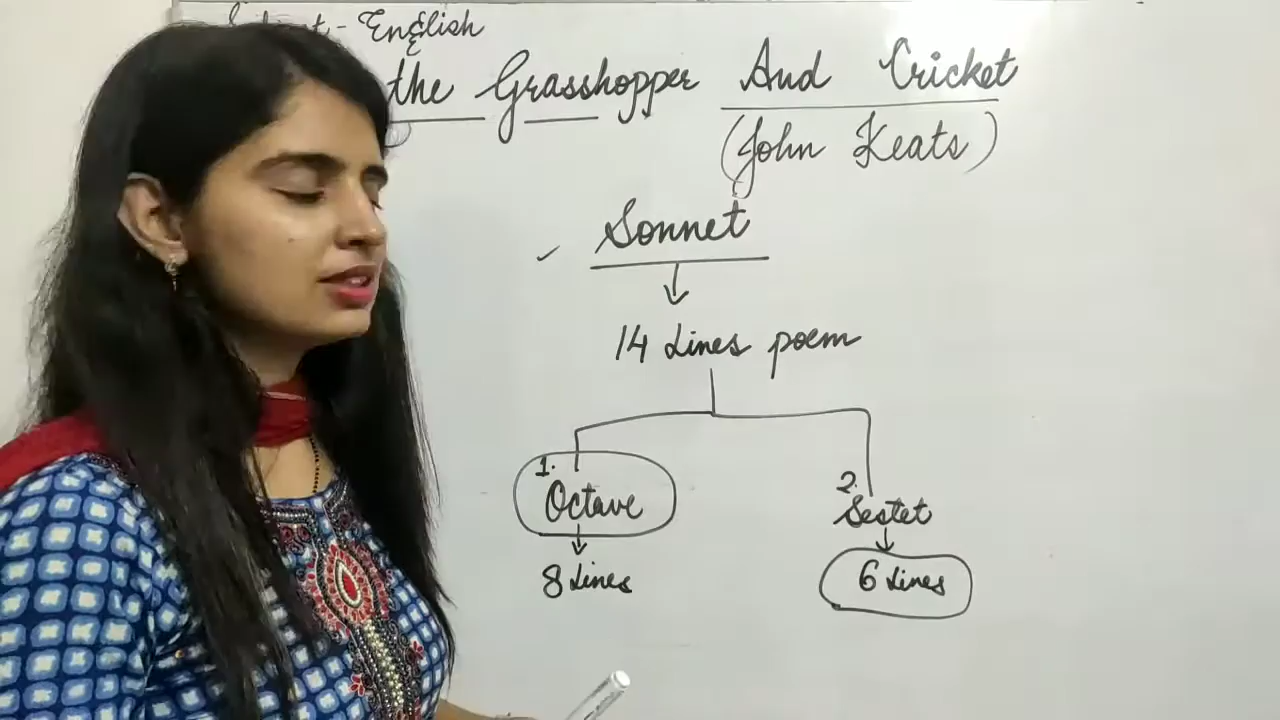 - English
the Grasshopper And Cricket
(John Keats)
Sonnet
14 Lines poem
1.
Octave
8 Lines
2.
Sestet
6 Lines